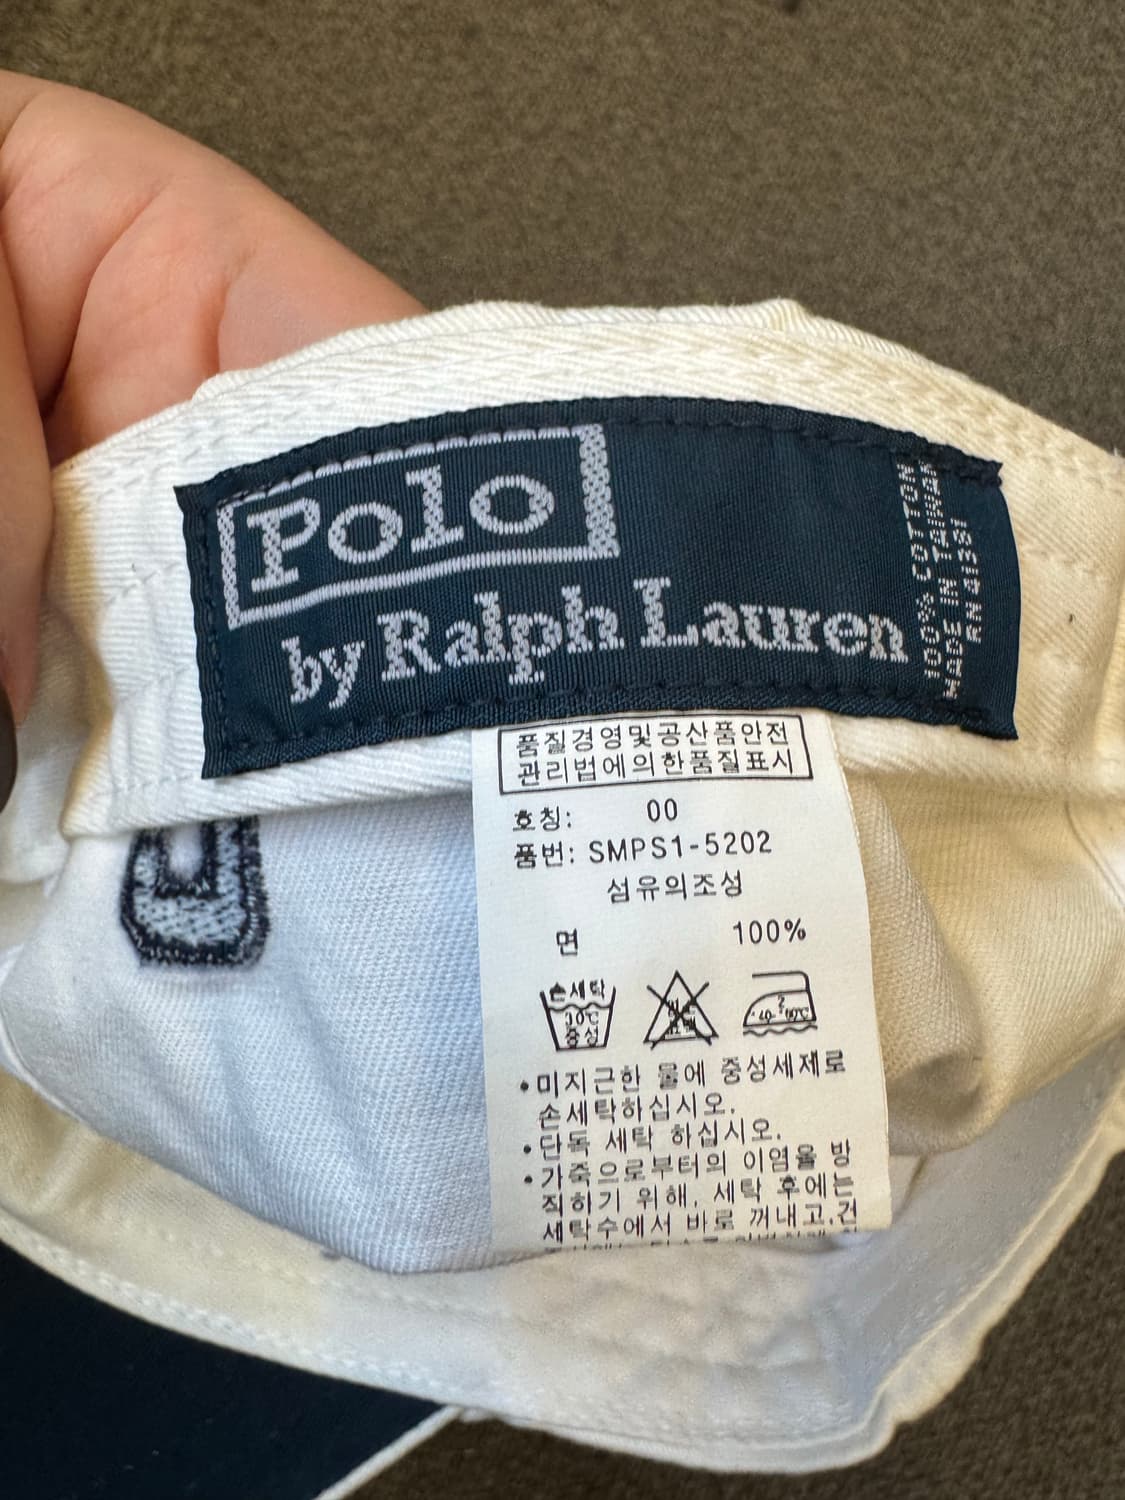 Polo
by Ralph Lauren
100% COTTON
MADE IN TAIWAN
RN 41381
품질경영및공산품안전
관리법에의한품질표시
호칭: 00
품번: SMPS1-5202
섬유의조성
면 100%
손세탁
30℃
중성
•미지근한 물에 중성세제로
손세탁하십시오.
•단독 세탁 하십시오.
•가죽으로부터의 이염을 방
직하기 위해, 세탁 후에는
세탁수에서 바로 꺼내고,건